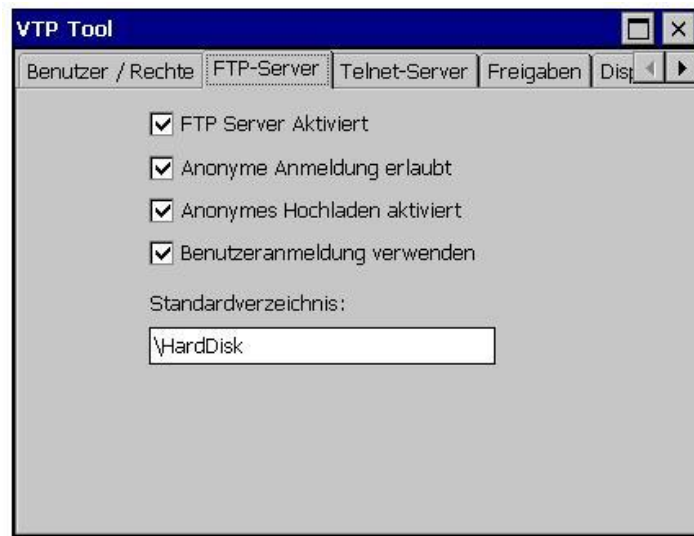 VTP Tool
Benutzer / Rechte FTP-Server Telnet-Server Freigaben
FTP Server Aktiviert
Anonyme Anmeldung erlaubt
Anonymes Hochladen aktiviert
Benutzeranmeldung verwenden
Standardverzeichnis:
\HardDisk